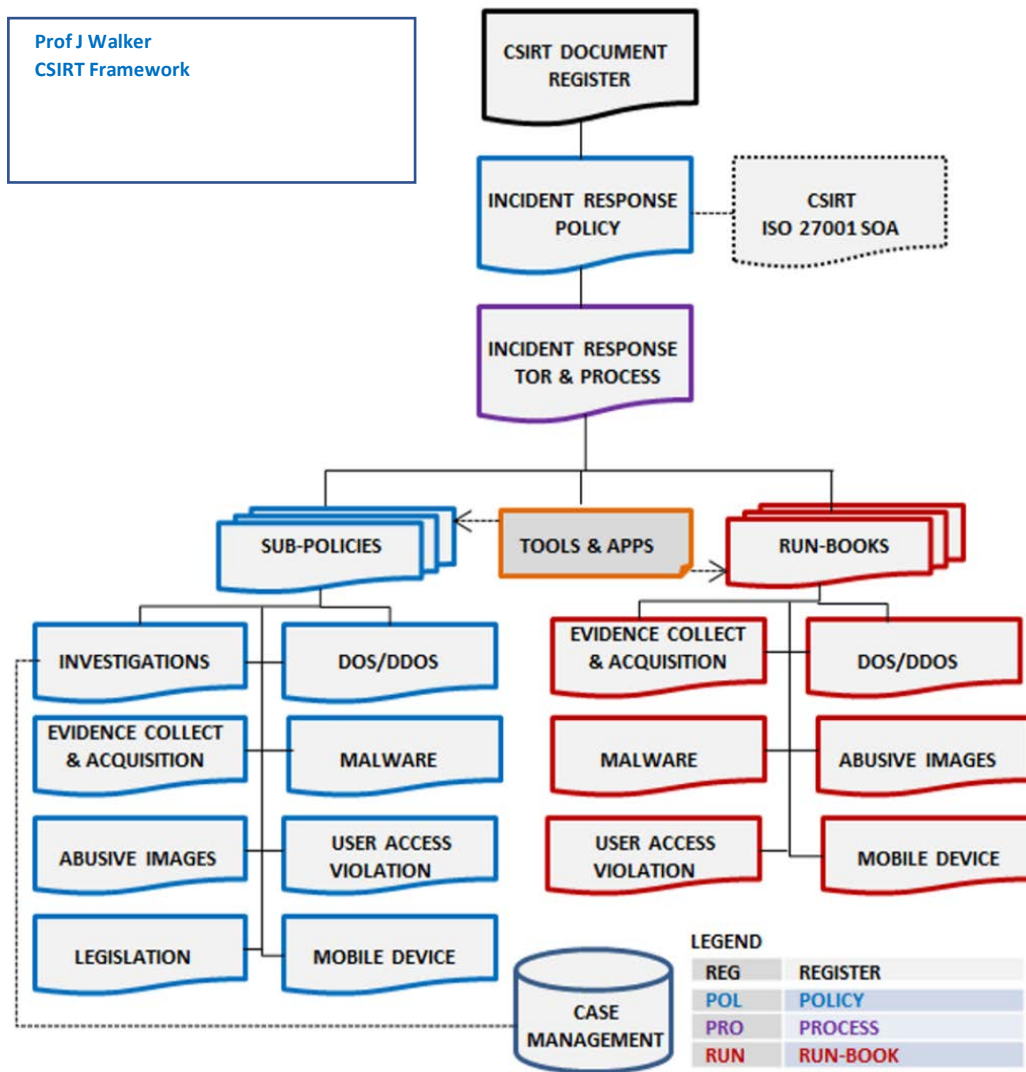 Prof J Walker
CSIRT Framework
CSIRT DOCUMENT
REGISTER
INCIDENT RESPONSE
POLICY
CSIRT
ISO 27001 SOA
INCIDENT RESPONSE
TOR & PROCESS
SUB-POLICIES
TOOLS & APPS
RUN-BOOKS
INVESTIGATIONS
DOS/DDOS
EVIDENCE COLLECT
& ACQUISITION
MALWARE
ABUSIVE IMAGES
USER ACCESS
VIOLATION
LEGISLATION
MOBILE DEVICE
EVIDENCE COLLECT
& ACQUISITION
DOS/DDOS
MALWARE
ABUSIVE IMAGES
USER ACCESS
VIOLATION
MOBILE DEVICE
CASE
MANAGEMENT
LEGEND
REG REGISTER
POL POLICY
PRO PROCESS
RUN RUN-BOOK